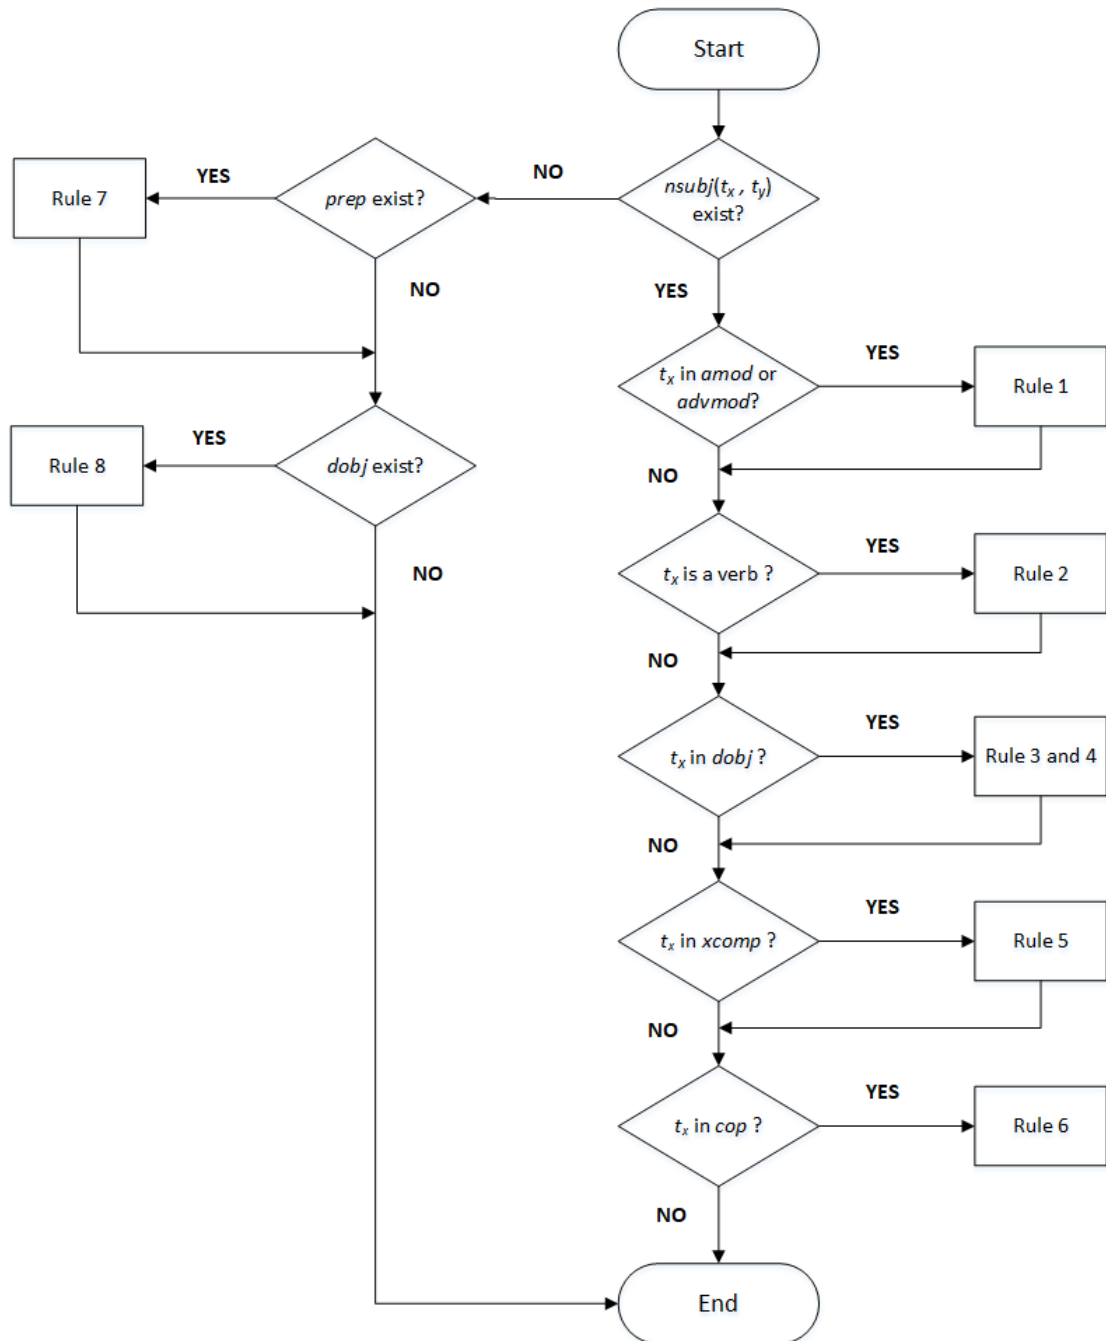 Start
nsubj(tₓ , tᵧ)
exist?
NO
prep exist?
YES
Rule 7
NO
YES
tₓ in amod or
advmod?
YES
Rule 1
dobj exist?
YES
Rule 8
NO
NO
tₓ is a verb ?
YES
Rule 2
NO
tₓ in dobj ?
YES
Rule 3 and 4
NO
tₓ in xcomp ?
YES
Rule 5
NO
tₓ in cop ?
YES
Rule 6
NO
End